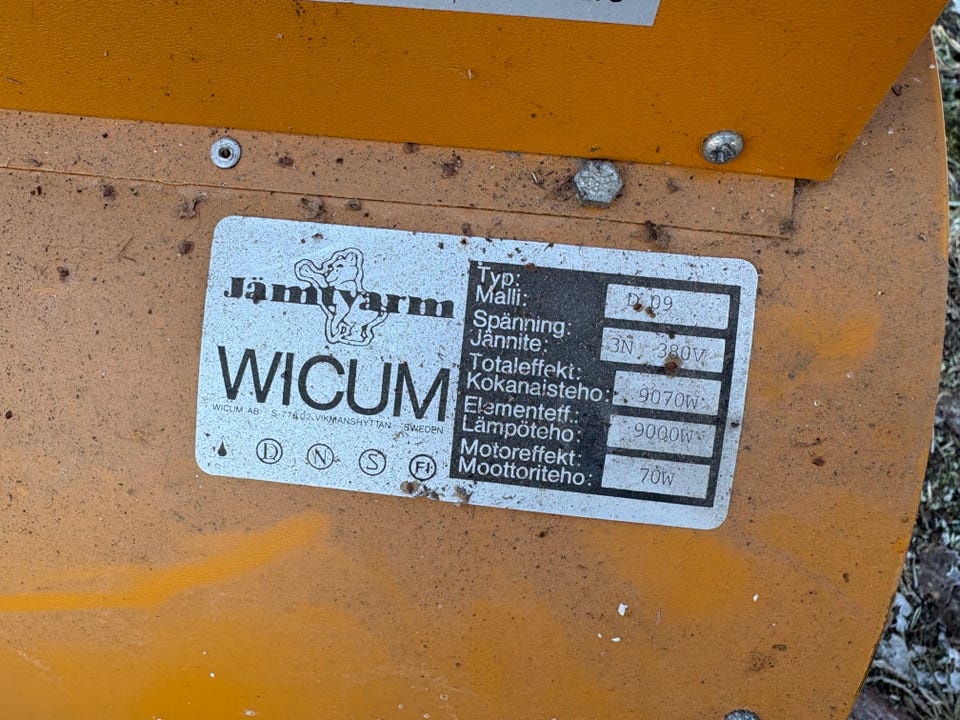 Jämtvarm
WICUM
WICUM AB S-776 02 VIKMANSHYTTAN SWEDEN
D N S FI
Typ:
Malli: D 09
Spänning:
Jännite: 3N 380V
Totaleffekt:
Kokanaisteho: 9070W
Elementeff.:
Lämpöteho: 9000W
Motoreffekt:
Moottoriteho: 70W